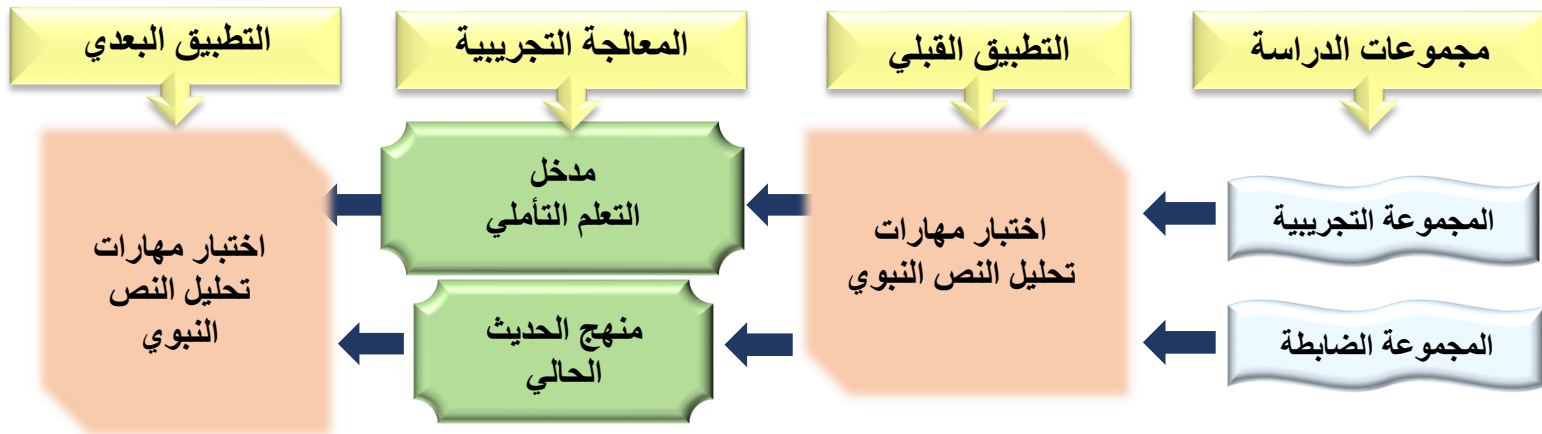 مجموعات الدراسة
التطبيق القبلي
المعالجة التجريبية
التطبيق البعدي
المجموعة التجريبية
المجموعة الضابطة
اختبار مهارات
تحليل النص النبوي
مدخل
التعلم التأملي
منهج الحديث
الحالي
اختبار مهارات
تحليل النص
النبوي